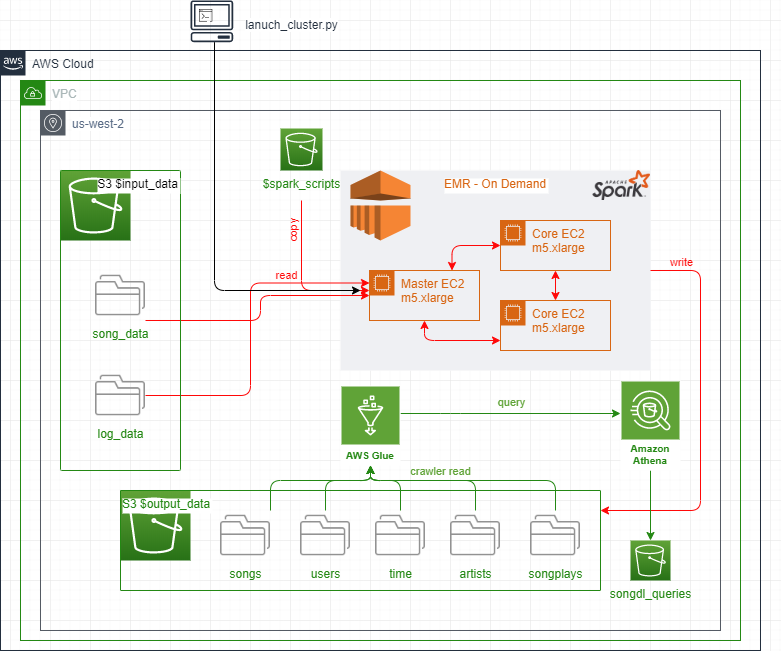 lanuch_cluster.py
aws
AWS Cloud
VPC
us-west-2
S3 $input_data
$spark_scripts
EMR - On Demand
APACHE
Spark
copy
read
write
Core EC2
m5.xlarge
Master EC2
m5.xlarge
Core EC2
m5.xlarge
song_data
log_data
query
AWS Glue
Amazon
Athena
crawler read
S3 $output_data
songs
users
time
artists
songplays
songdl_queries